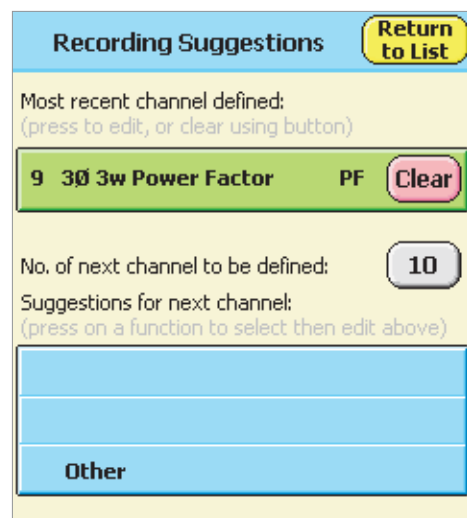 Recording Suggestions
Return
to List
Most recent channel defined:
(press to edit, or clear using button)
9 3Ø 3w Power Factor PF Clear
No. of next channel to be defined: 10
Suggestions for next channel:
(press on a function to select then edit above)
Other